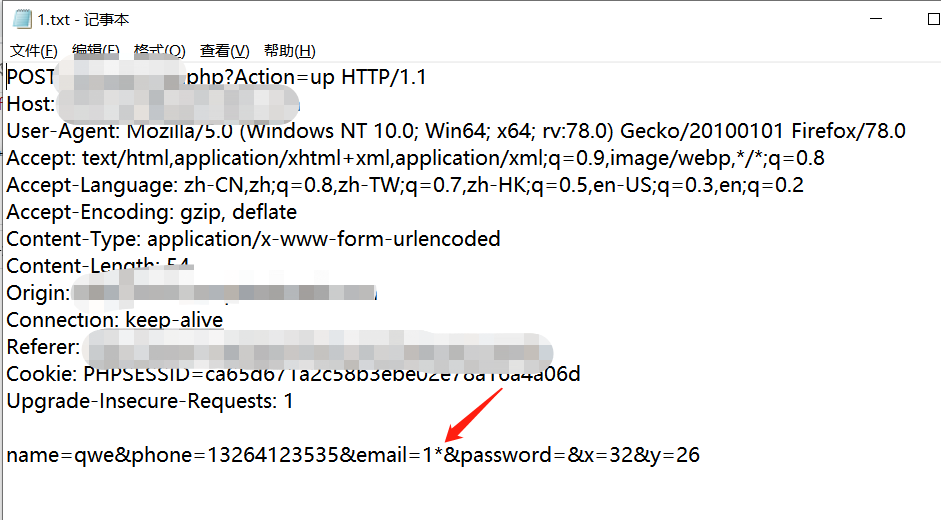 1.txt - 记事本
文件(F) 编辑(E) 格式(O) 查看(V) 帮助(H)
POST .php?Action=up HTTP/1.1
Host:
User-Agent: Mozilla/5.0 (Windows NT 10.0; Win64; x64; rv:78.0) Gecko/20100101 Firefox/78.0
Accept: text/html,application/xhtml+xml,application/xml;q=0.9,image/webp,*/*;q=0.8
Accept-Language: zh-CN,zh;q=0.8,zh-TW;q=0.7,zh-HK;q=0.5,en-US;q=0.3,en;q=0.2
Accept-Encoding: gzip, deflate
Content-Type: application/x-www-form-urlencoded
Content-Length: 54
Origin:
Connection: keep-alive
Referer:
Cookie: PHPSESSID=ca65d671a2c58b3ebe02e78a16a4a06d
Upgrade-Insecure-Requests: 1
name=qwe&phone=13264123535&email=1*&password=&x=32&y=26